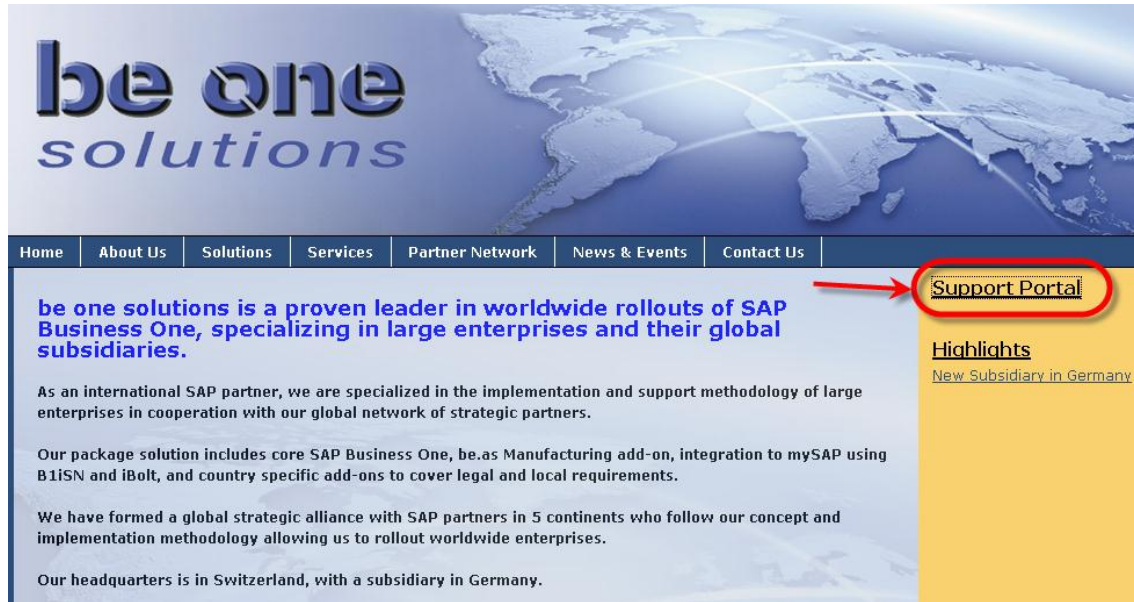 be one
solutions
Home
About Us
Solutions
Services
Partner Network
News & Events
Contact Us
be one solutions is a proven leader in worldwide rollouts of SAP
Business One, specializing in large enterprises and their global
subsidiaries.
As an international SAP partner, we are specialized in the implementation and support methodology of large
enterprises in cooperation with our global network of strategic partners.
Our package solution includes core SAP Business One, be.as Manufacturing add-on, integration to mySAP using
B1iSN and iBolt, and country specific add-ons to cover legal and local requirements.
We have formed a global strategic alliance with SAP partners in 5 continents who follow our concept and
implementation methodology allowing us to rollout worldwide enterprises.
Our headquarters is in Switzerland, with a subsidiary in Germany.
Support Portal
Highlights
New Subsidiary in Germany